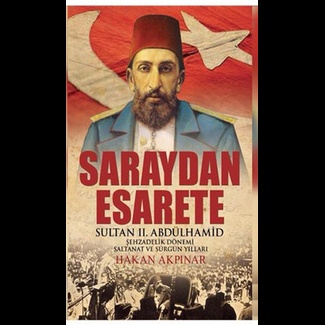 SARAYDAN
ESARETE
SULTAN II. ABDÜLHAMİD
ŞEHZADELİK DÖNEMİ
SALTANAT VE SÜRGÜN YILLARI
HAKAN AKPINAR